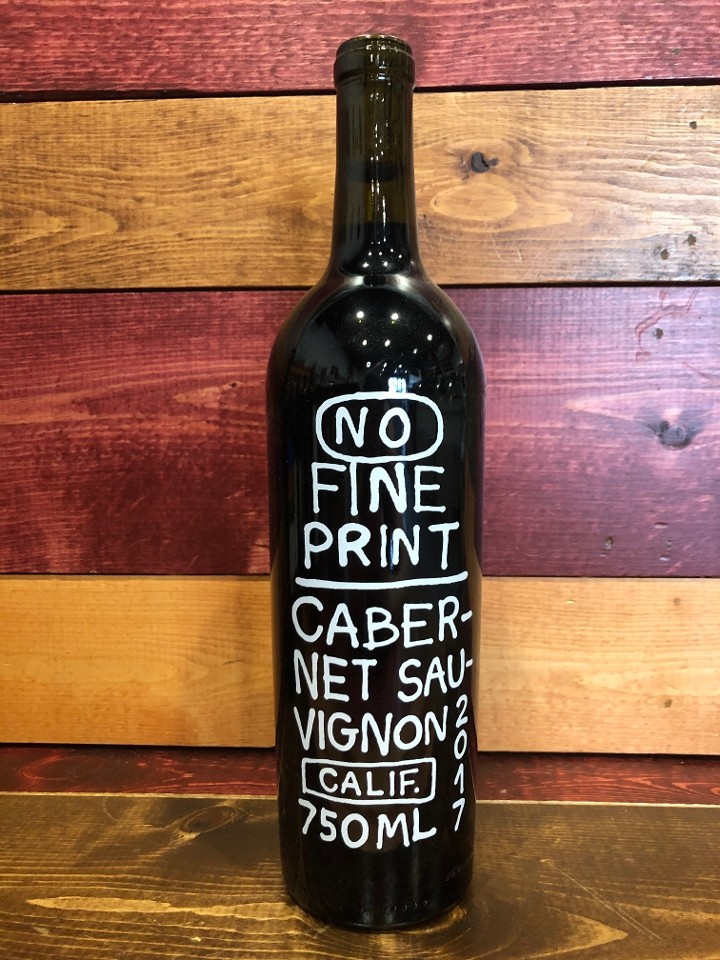 NO
FINE
PRINT
CABER-
NET SAU-
VIGNON
CALIF.
750ML
2017